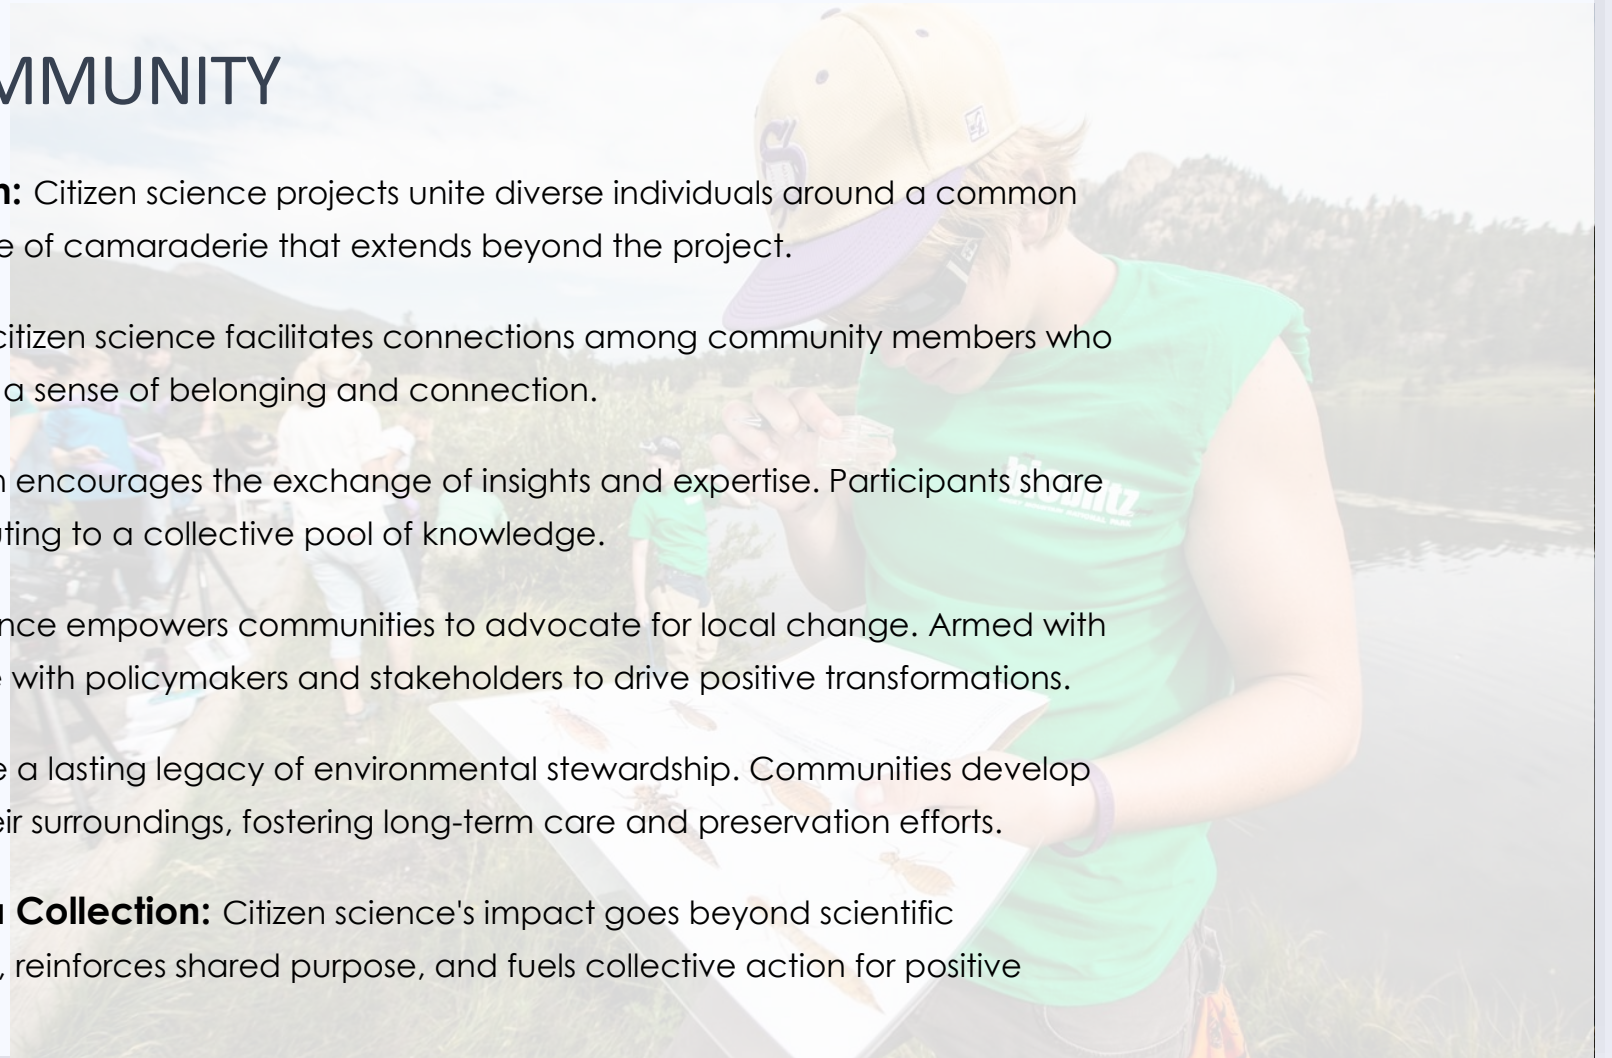 MMUNITY
n: Citizen science projects unite diverse individuals around a common
e of camaraderie that extends beyond the project.
citizen science facilitates connections among community members who
a sense of belonging and connection.
n encourages the exchange of insights and expertise. Participants share
uting to a collective pool of knowledge.
nce empowers communities to advocate for local change. Armed with
e with policymakers and stakeholders to drive positive transformations.
e a lasting legacy of environmental stewardship. Communities develop
eir surroundings, fostering long-term care and preservation efforts.
a Collection: Citizen science's impact goes beyond scientific
, reinforces shared purpose, and fuels collective action for positive
bioblitz